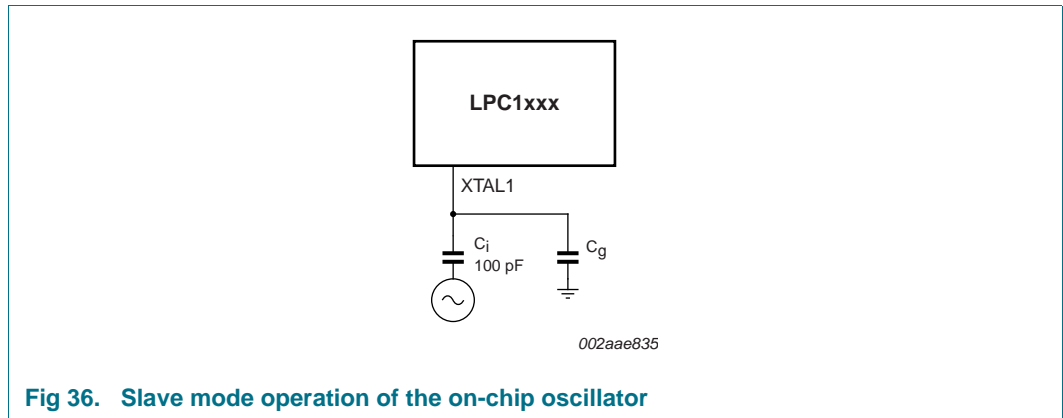 LPC1xxx
XTAL1
Ci
100 pF
Cg
002aae835
Fig 36. Slave mode operation of the on-chip oscillator